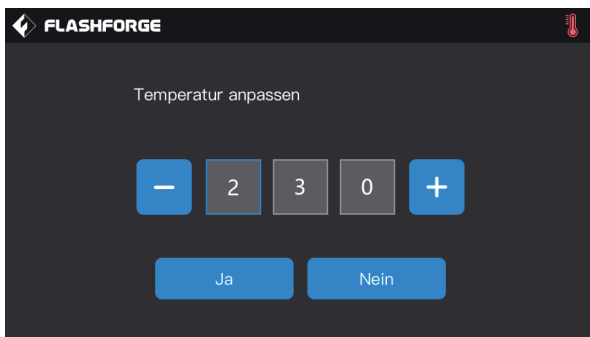 FLASHFORGE
Temperatur anpassen
− 2 3 0 +
Ja Nein